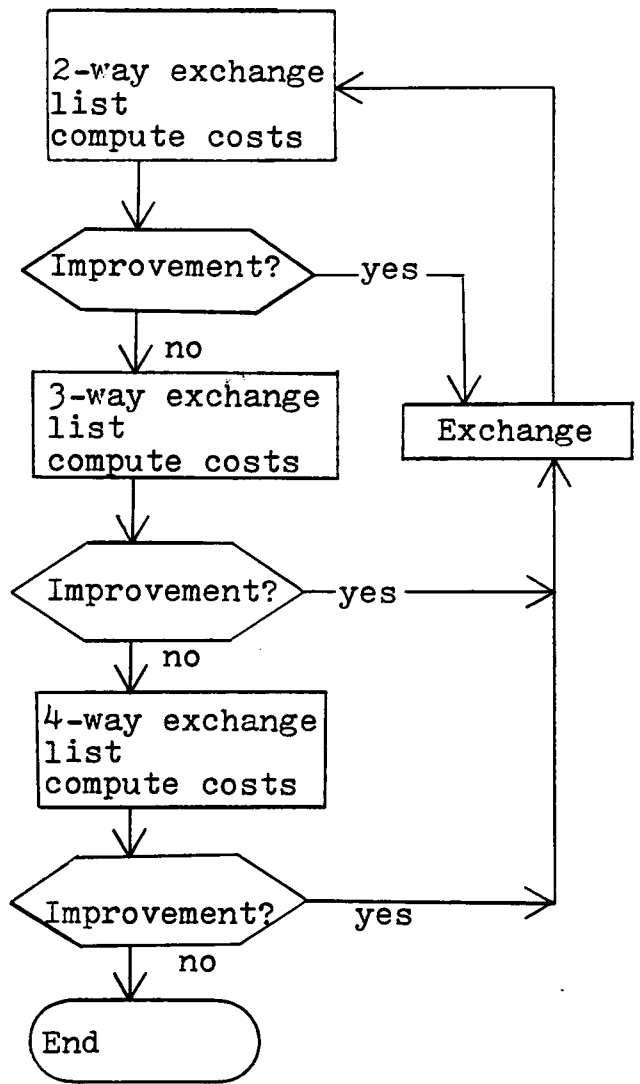 2-way exchange
list
compute costs
Improvement?
yes
no
3-way exchange
list
compute costs
Exchange
Improvement?
yes
no
4-way exchange
list
compute costs
Improvement?
yes
no
End